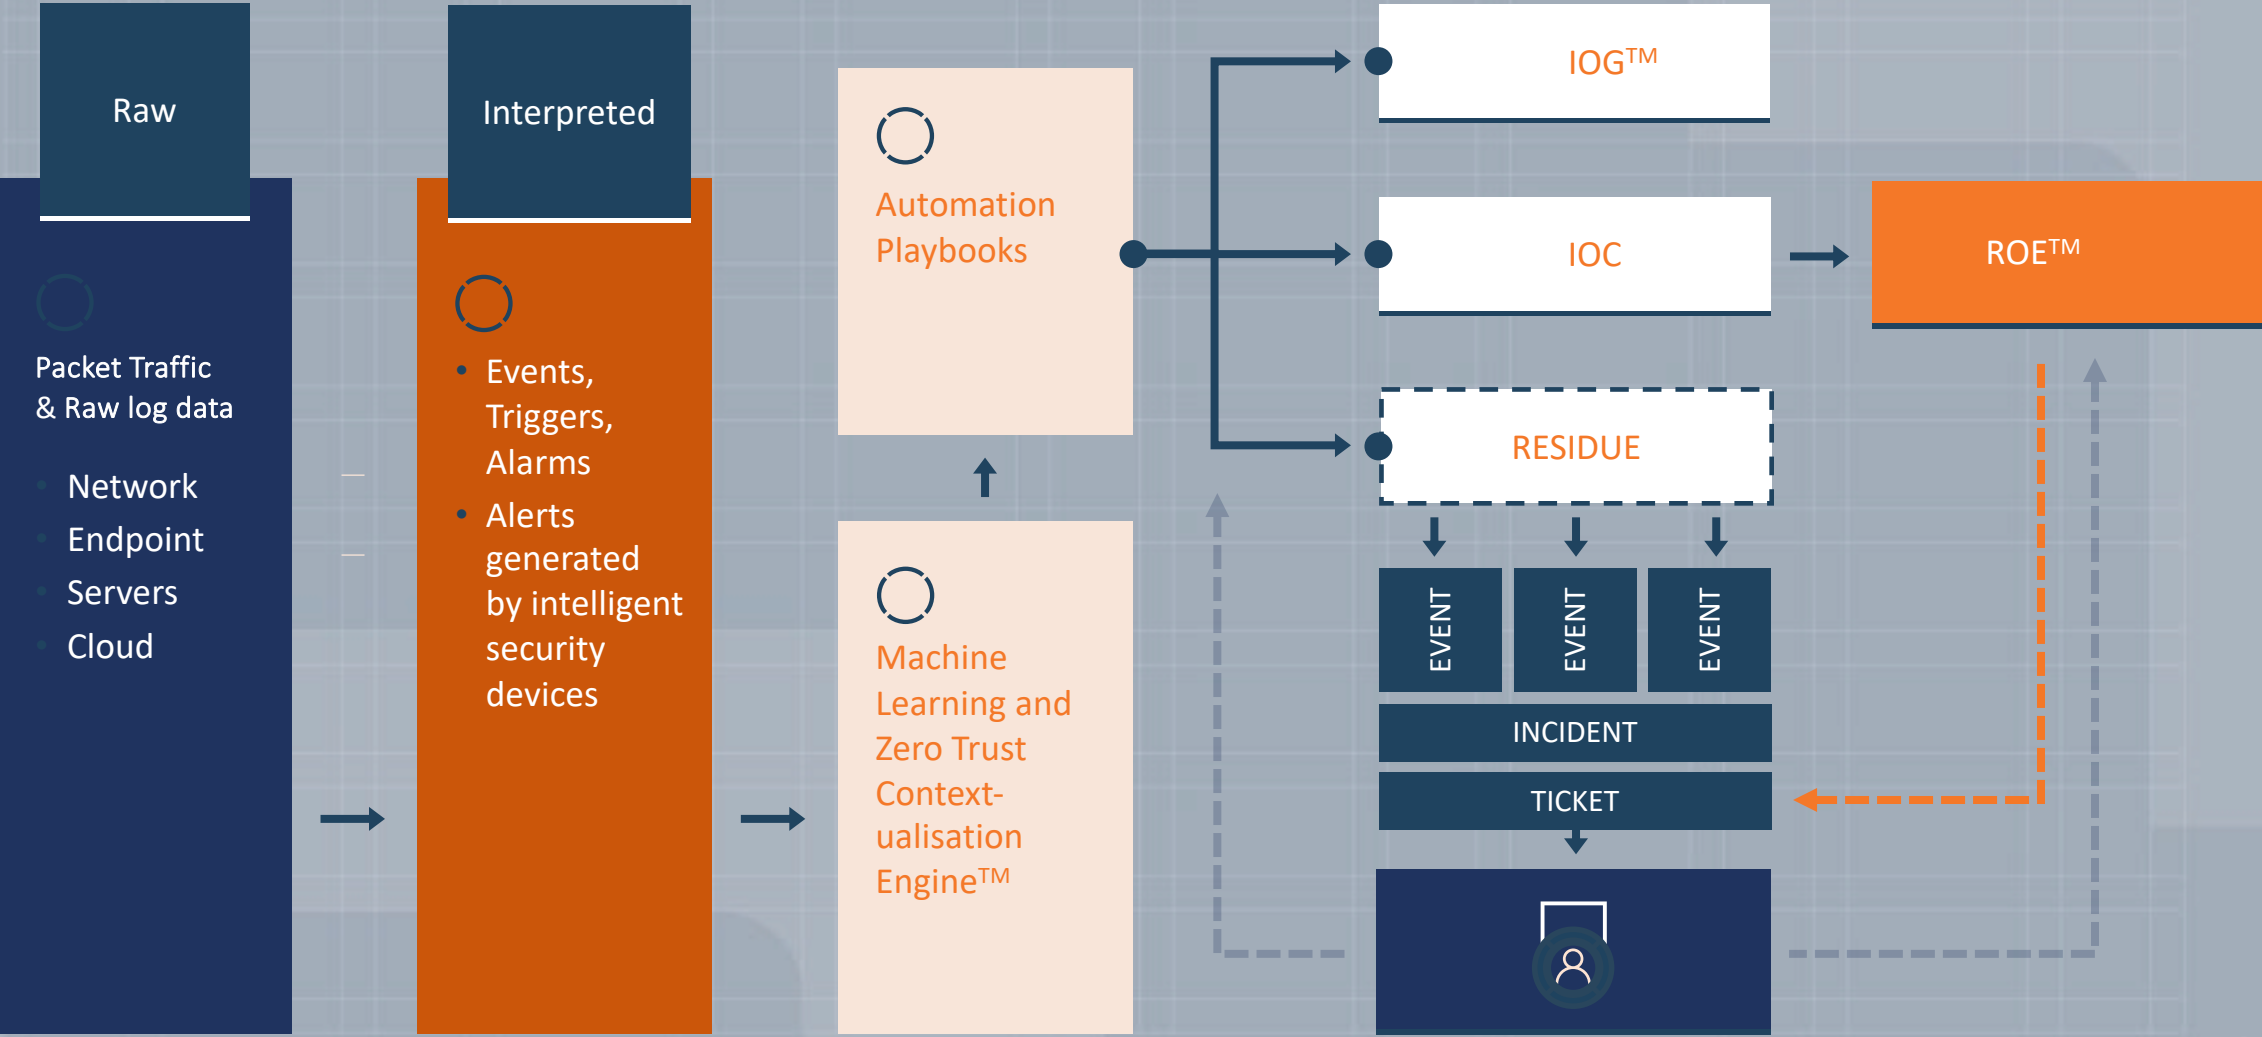 Raw
Packet Traffic
& Raw log data
• Network
• Endpoint
• Servers
• Cloud
Interpreted
• Events,
Triggers,
Alarms
• Alerts
generated
by intelligent
security
devices
Automation
Playbooks
Machine
Learning and
Zero Trust
Context-
ualisation
Engine™
IOG™
IOC
RESIDUE
EVENT
EVENT
EVENT
INCIDENT
TICKET
ROE™